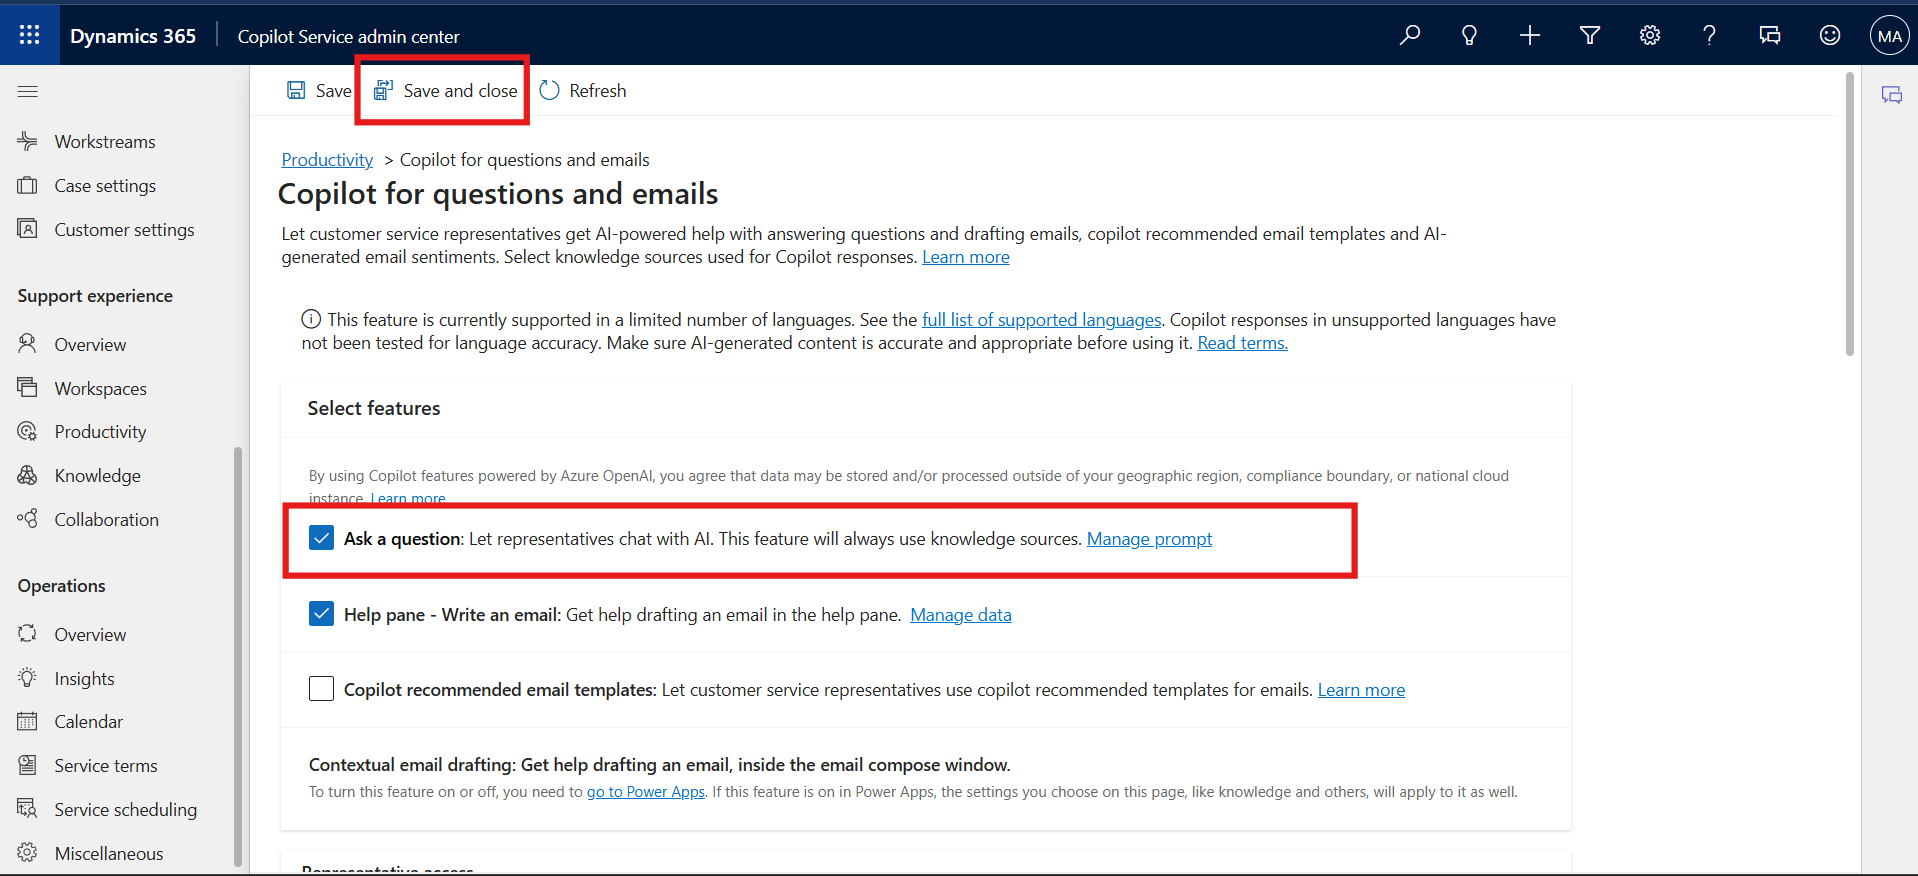 Dynamics 365
Copilot Service admin center
MA
Save
Save and close
Refresh
Workstreams
Case settings
Customer settings
Support experience
Overview
Workspaces
Productivity
Knowledge
Collaboration
Operations
Overview
Insights
Calendar
Service terms
Service scheduling
Miscellaneous
Productivity > Copilot for questions and emails
Copilot for questions and emails
Let customer service representatives get AI-powered help with answering questions and drafting emails, copilot recommended email templates and AI-
generated email sentiments. Select knowledge sources used for Copilot responses. Learn more
This feature is currently supported in a limited number of languages. See the full list of supported languages. Copilot responses in unsupported languages have
not been tested for language accuracy. Make sure AI-generated content is accurate and appropriate before using it. Read terms.
Select features
By using Copilot features powered by Azure OpenAI, you agree that data may be stored and/or processed outside of your geographic region, compliance boundary, or national cloud
instance. Learn more
Ask a question: Let representatives chat with AI. This feature will always use knowledge sources. Manage prompt
Help pane - Write an email: Get help drafting an email in the help pane. Manage data
Copilot recommended email templates: Let customer service representatives use copilot recommended templates for emails. Learn more
Contextual email drafting: Get help drafting an email, inside the email compose window.
To turn this feature on or off, you need to go to Power Apps. If this feature is on in Power Apps, the settings you choose on this page, like knowledge and others, will apply to it as well.
Representative access